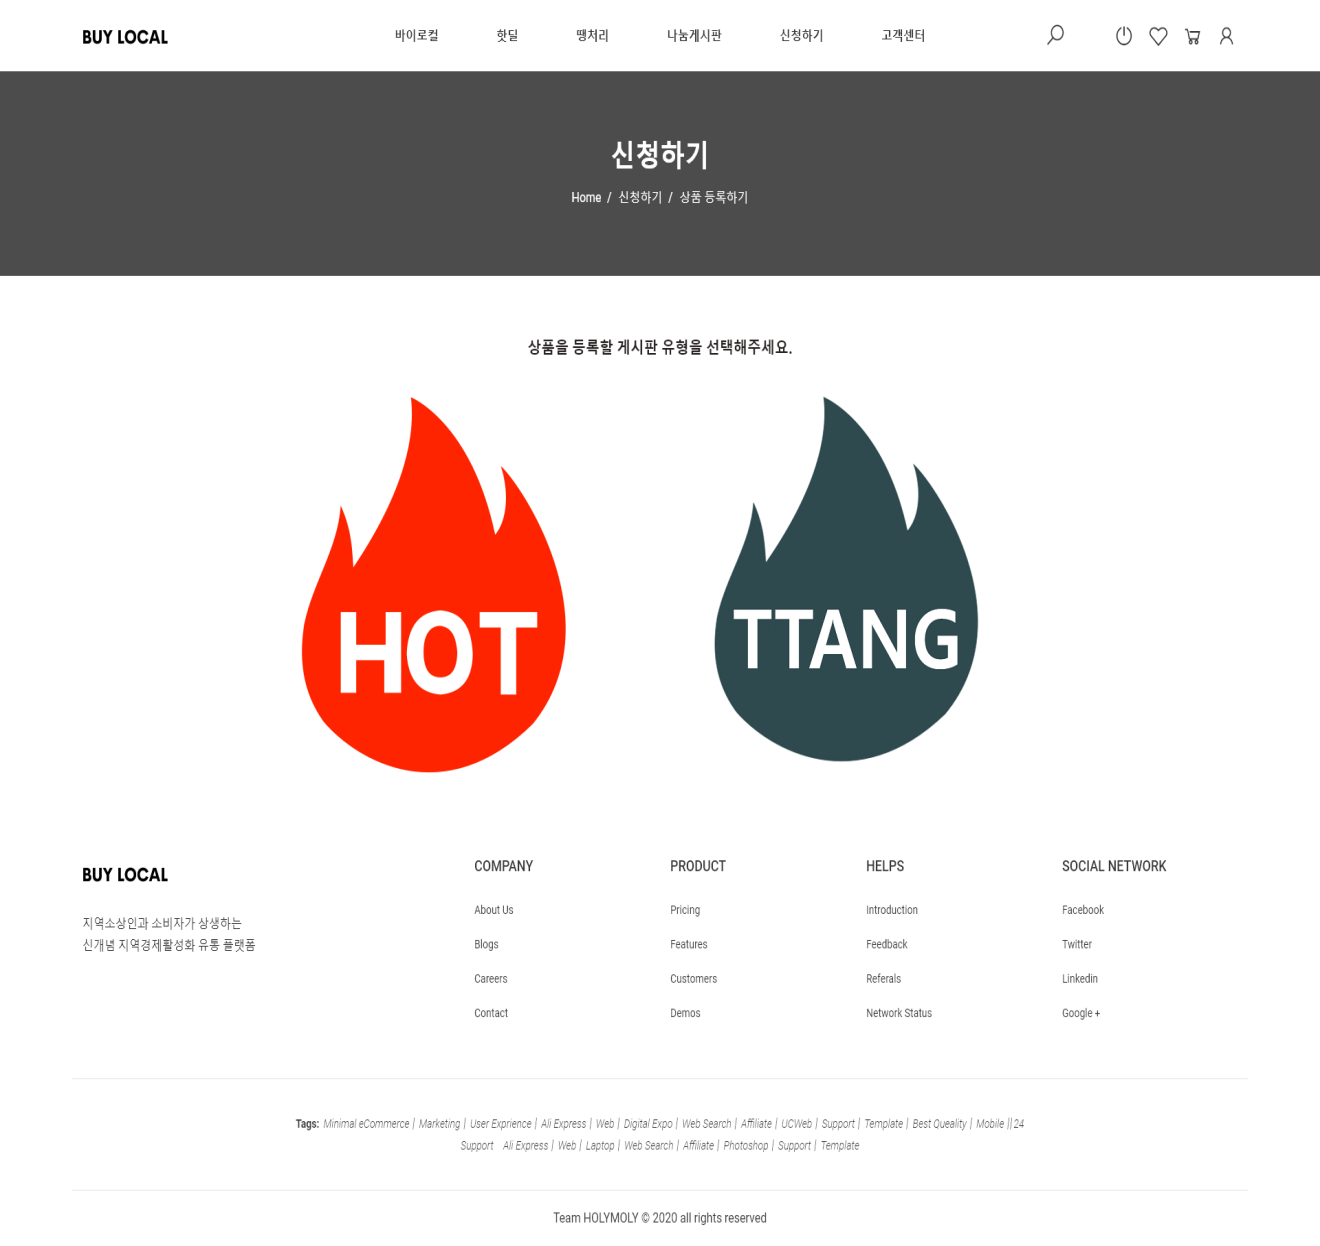 BUY LOCAL
바이로컬 핫딜 땡처리 나눔게시판 신청하기 고객센터
신청하기
Home / 신청하기 / 상품 등록하기
상품을 등록할 게시판 유형을 선택해주세요.
HOT
TTANG
BUY LOCAL
지역소상인과 소비자가 상생하는
신개념 지역경제활성화 유통 플랫폼
COMPANY
About Us
Blogs
Careers
Contact
PRODUCT
Pricing
Features
Customers
Demos
HELPS
Introduction
Feedback
Referals
Network Status
SOCIAL NETWORK
Facebook
Twitter
Linkedin
Google +
Tags: Minimal eCommerce | Marketing | User Exprience | Ali Express | Web | Digital Expo | Web Search | Affiliate | UCWeb | Support | Template | Best Queality | Mobile || 24
Support Ali Express | Web | Laptop | Web Search | Affiliate | Photoshop | Support | Template
Team HOLYMOLY © 2020 all rights reserved